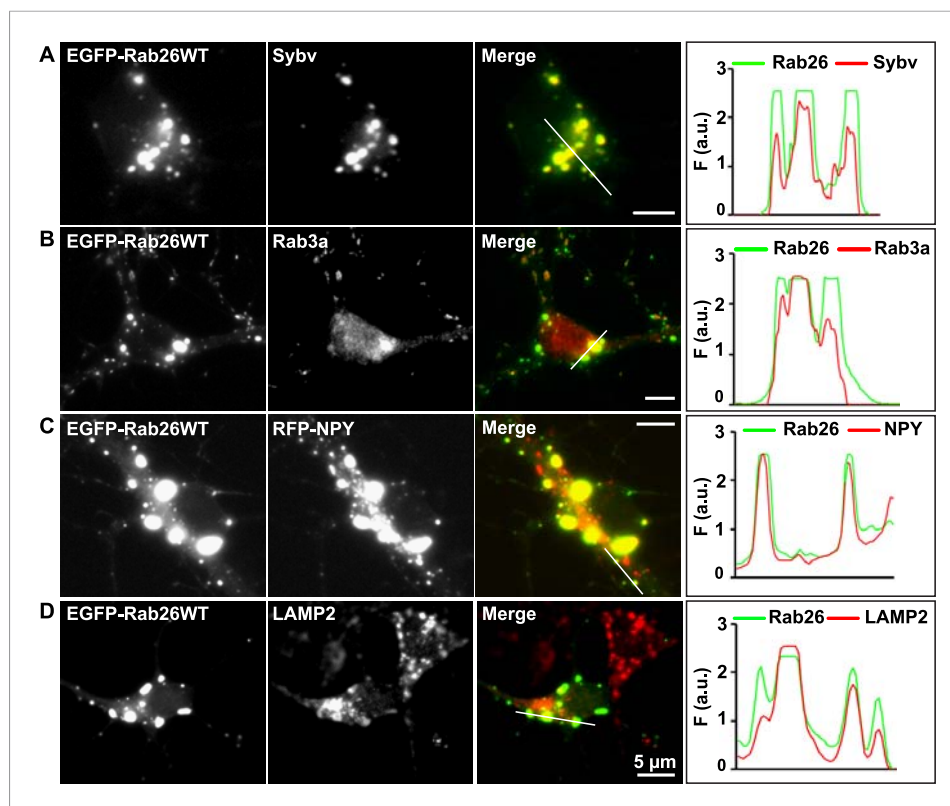 A EGFP-Rab26WT Sybv Merge Rab26 Sybv
F (a.u.)
3
2
1
0
B EGFP-Rab26WT Rab3a Merge Rab26 Rab3a
F (a.u.)
3
2
1
0
C EGFP-Rab26WT RFP-NPY Merge Rab26 NPY
F (a.u.)
3
2
1
0
D EGFP-Rab26WT LAMP2 Merge Rab26 LAMP2
F (a.u.)
3
2
1
0
5 µm